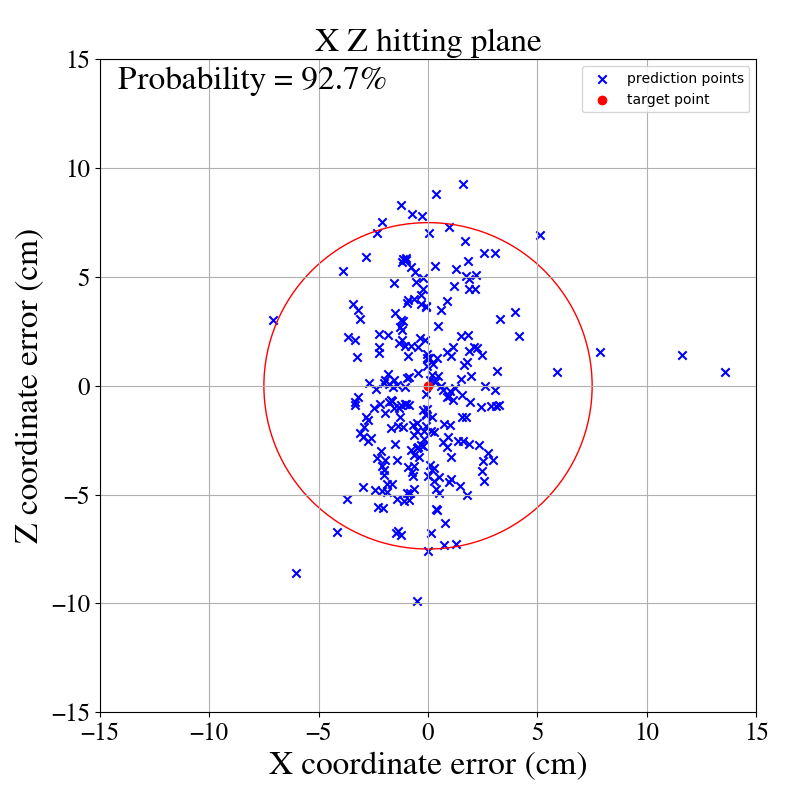 X Z hitting plane
Probability = 92.7%
prediction points
target point
15
10
5
0
−5
−10
−15
Z coordinate error (cm)
−15 −10 −5 0 5 10 15
X coordinate error (cm)